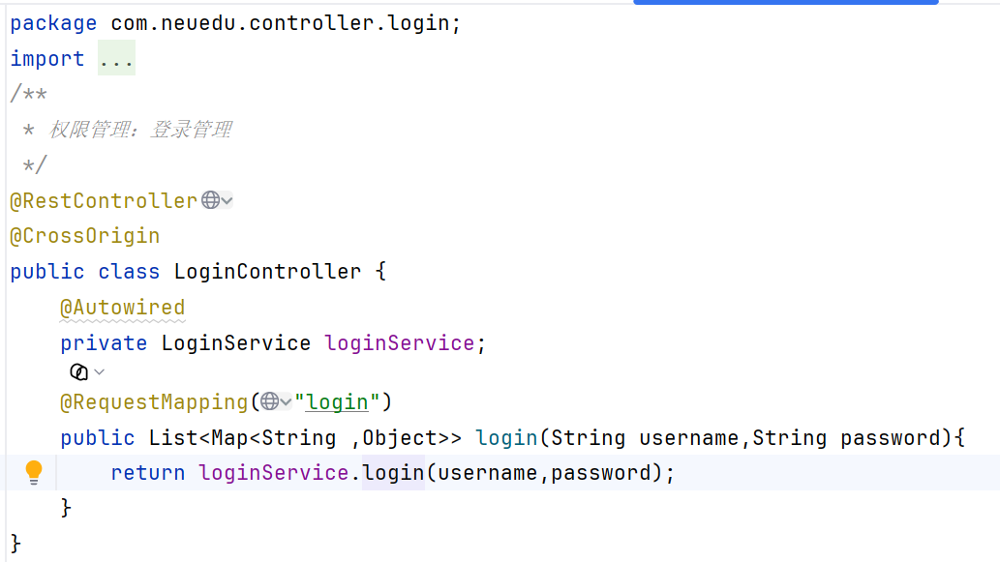 package com.neuedu.controller.login;
import ...
/**
 * 权限管理：登录管理
 */
@RestController
@CrossOrigin
public class LoginController {
    @Autowired
    private LoginService loginService;
    @RequestMapping("login")
    public List<Map<String ,Object>> login(String username,String password){
        return loginService.login(username,password);
    }
}